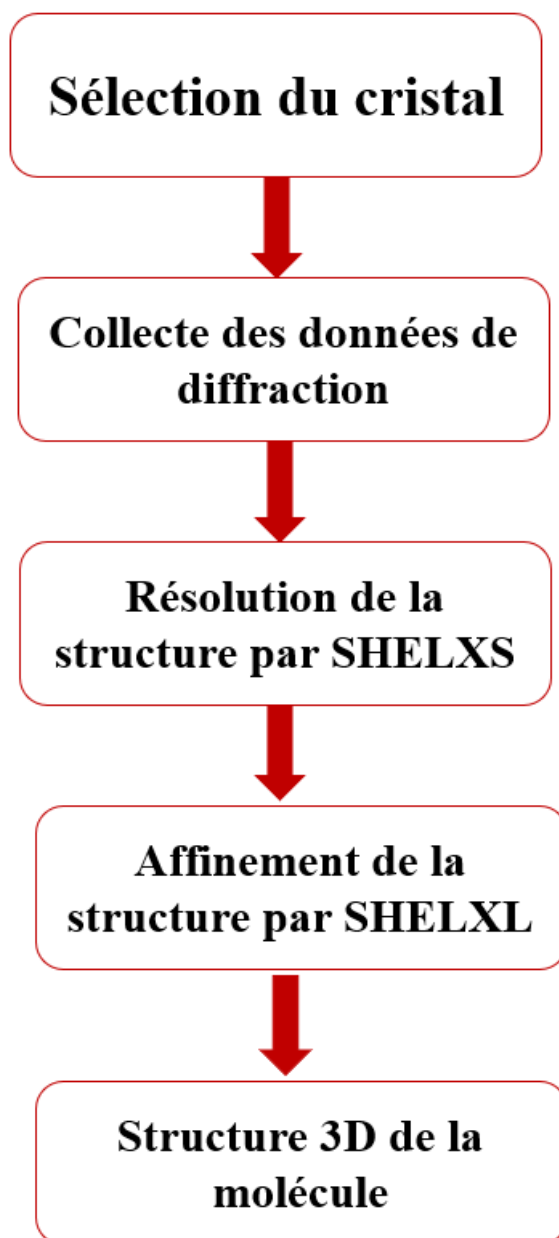 Sélection du cristal
Collecte des données de
diffraction
Résolution de la
structure par SHELXS
Affinement de la
structure par SHELXL
Structure 3D de la
molécule